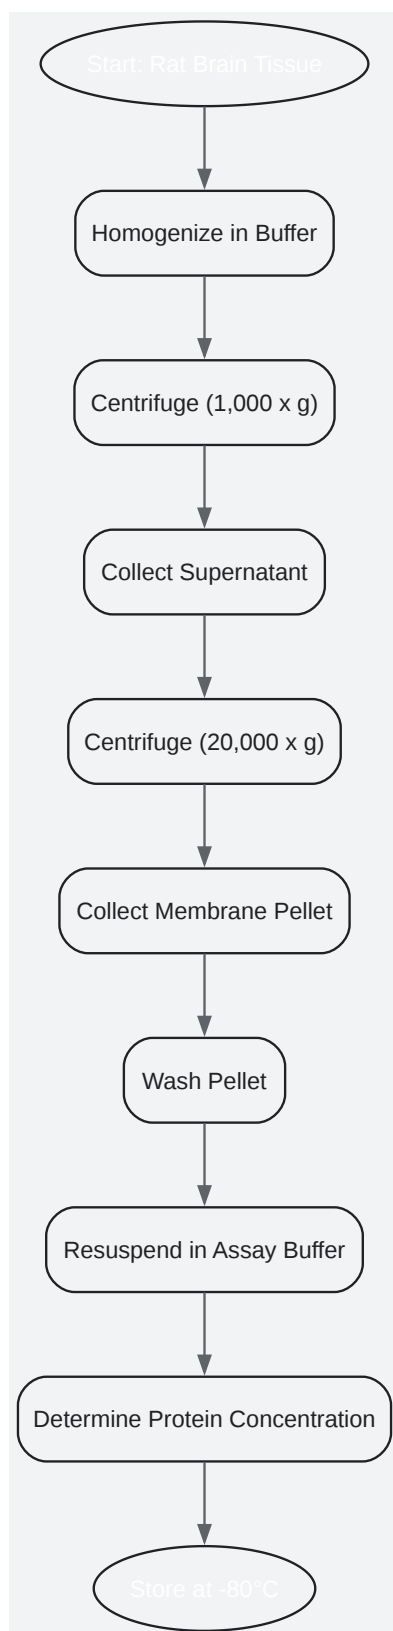 Start: Rat Brain Tissue
Homogenize in Buffer
Centrifuge (1,000 x g)
Collect Supernatant
Centrifuge (20,000 x g)
Collect Membrane Pellet
Wash Pellet
Resuspend in Assay Buffer
Determine Protein Concentration
Store at -80°C